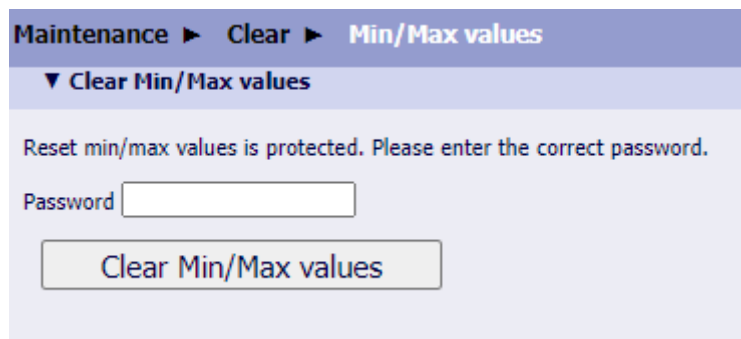 Maintenance ► Clear ► Min/Max values
▼ Clear Min/Max values
Reset min/max values is protected. Please enter the correct password.
Password
Clear Min/Max values